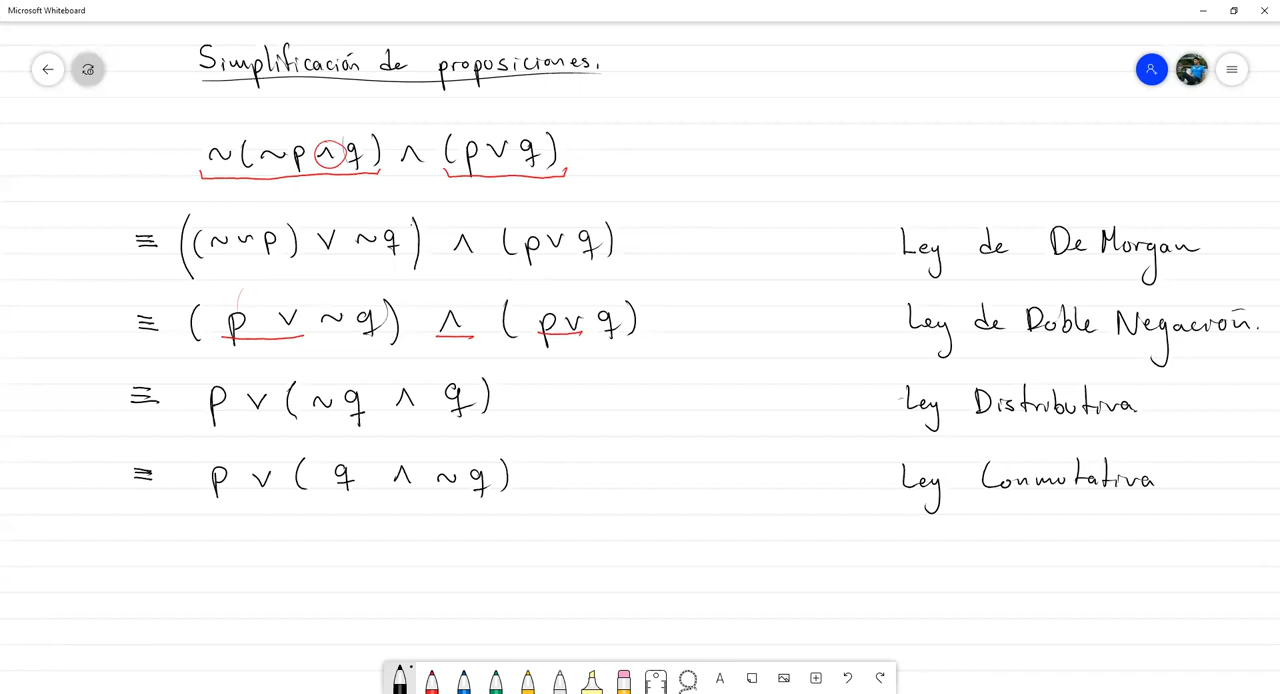 Microsoft Whiteboard
Simplificación de proposiciones.
~(~p ∧ q) ∧ (p ∨ q)
≡ ((~~p) ∨ ~q) ∧ (p ∨ q) Ley de De Morgan
≡ (p ∨ ~q) ∧ (p ∨ q) Ley de Doble Negación.
≡ p ∨ (~q ∧ q) Ley Distributiva
≡ p ∨ (q ∧ ~q) Ley Conmutativa